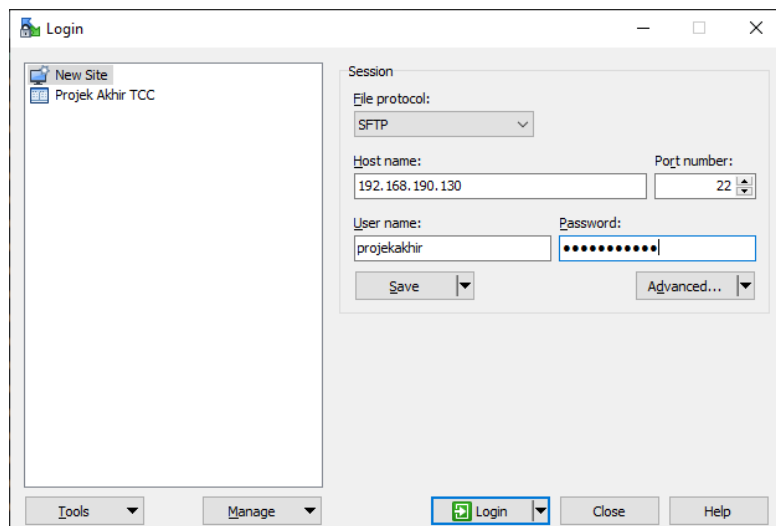 Login
New Site
Projek Akhir TCC
Session
File protocol:
SFTP
Host name:
Port number:
192.168.190.130
22
User name:
Password:
projekakhir
●●●●●●●●●●●
Save
Advanced...
Tools
Manage
Login
Close
Help